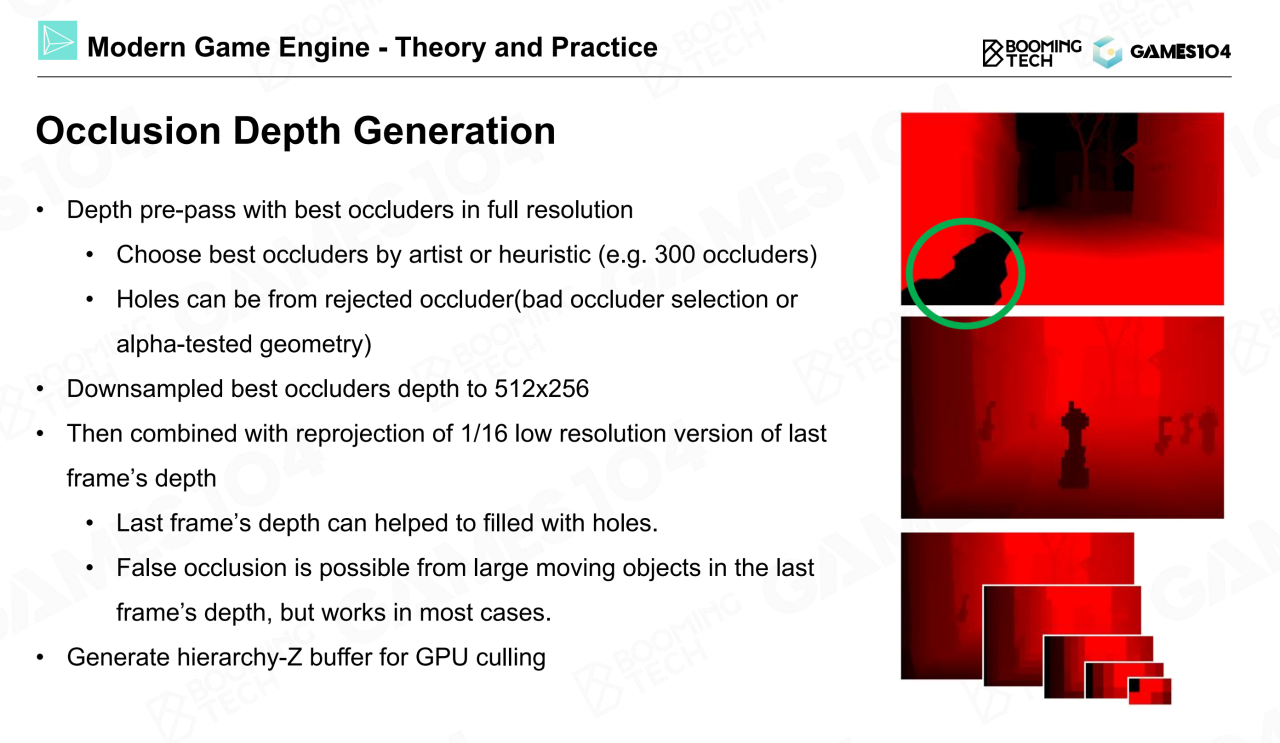 Modern Game Engine - Theory and Practice
BOOMING
TECH
GAMES104
Occlusion Depth Generation
• Depth pre-pass with best occluders in full resolution
• Choose best occluders by artist or heuristic (e.g. 300 occluders)
• Holes can be from rejected occluder(bad occluder selection or
alpha-tested geometry)
• Downsampled best occluders depth to 512x256
• Then combined with reprojection of 1/16 low resolution version of last
frame’s depth
• Last frame’s depth can helped to filled with holes.
• False occlusion is possible from large moving objects in the last
frame’s depth, but works in most cases.
• Generate hierarchy-Z buffer for GPU culling